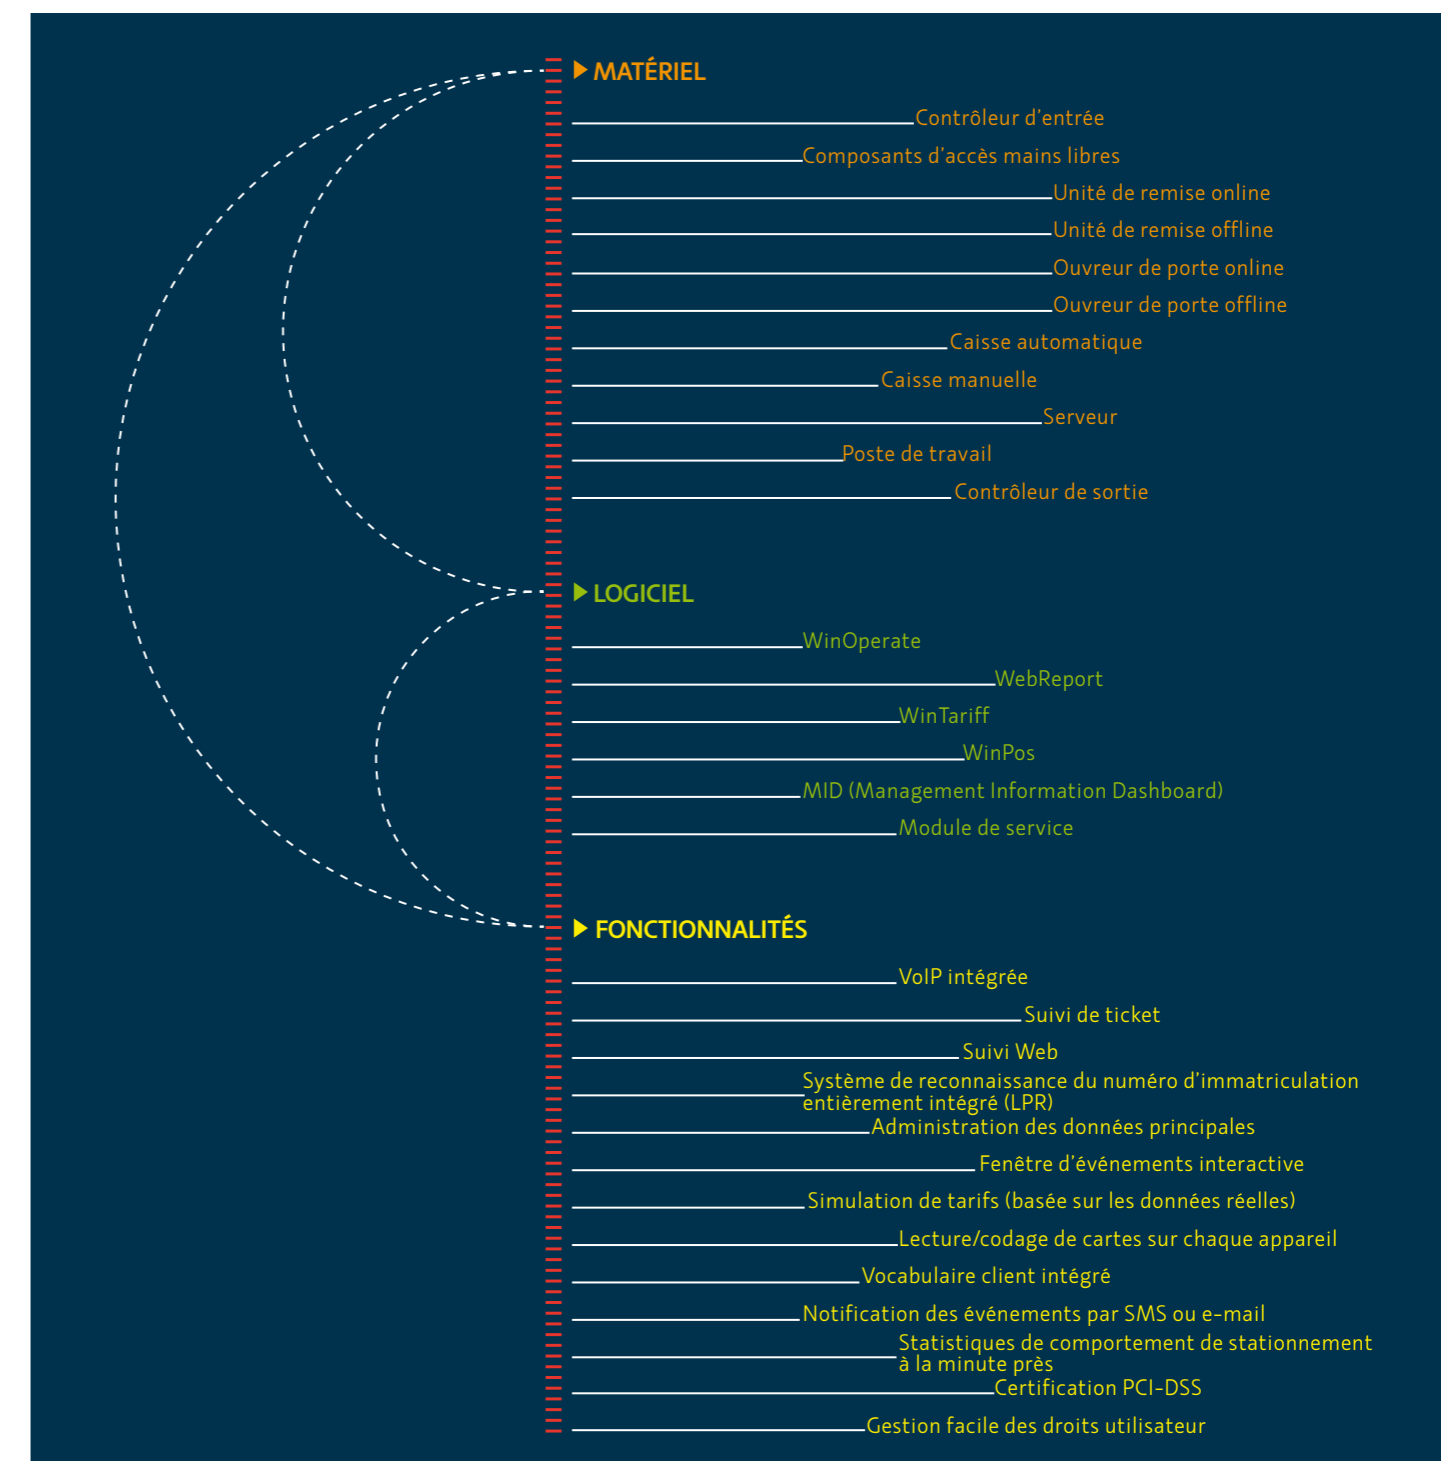 MATÉRIEL
Contrôleur d'entrée
Composants d'accès mains libres
Unité de remise online
Unité de remise offline
Ouvreur de porte online
Ouvreur de porte offline
Caisse automatique
Caisse manuelle
Serveur
Poste de travail
Contrôleur de sortie
LOGICIEL
WinOperate
WebReport
WinTariff
WinPos
MID (Management Information Dashboard)
Module de service
FONCTIONNALITÉS
VoIP intégrée
Suivi de ticket
Suivi Web
Système de reconnaissance du numéro d'immatriculation
entièrement intégré (LPR)
Administration des données principales
Fenêtre d'événements interactive
Simulation de tarifs (basée sur les données réelles)
Lecture/codage de cartes sur chaque appareil
Vocabulaire client intégré
Notification des événements par SMS ou e-mail
Statistiques de comportement de stationnement
à la minute près
Certification PCI-DSS
Gestion facile des droits utilisateur